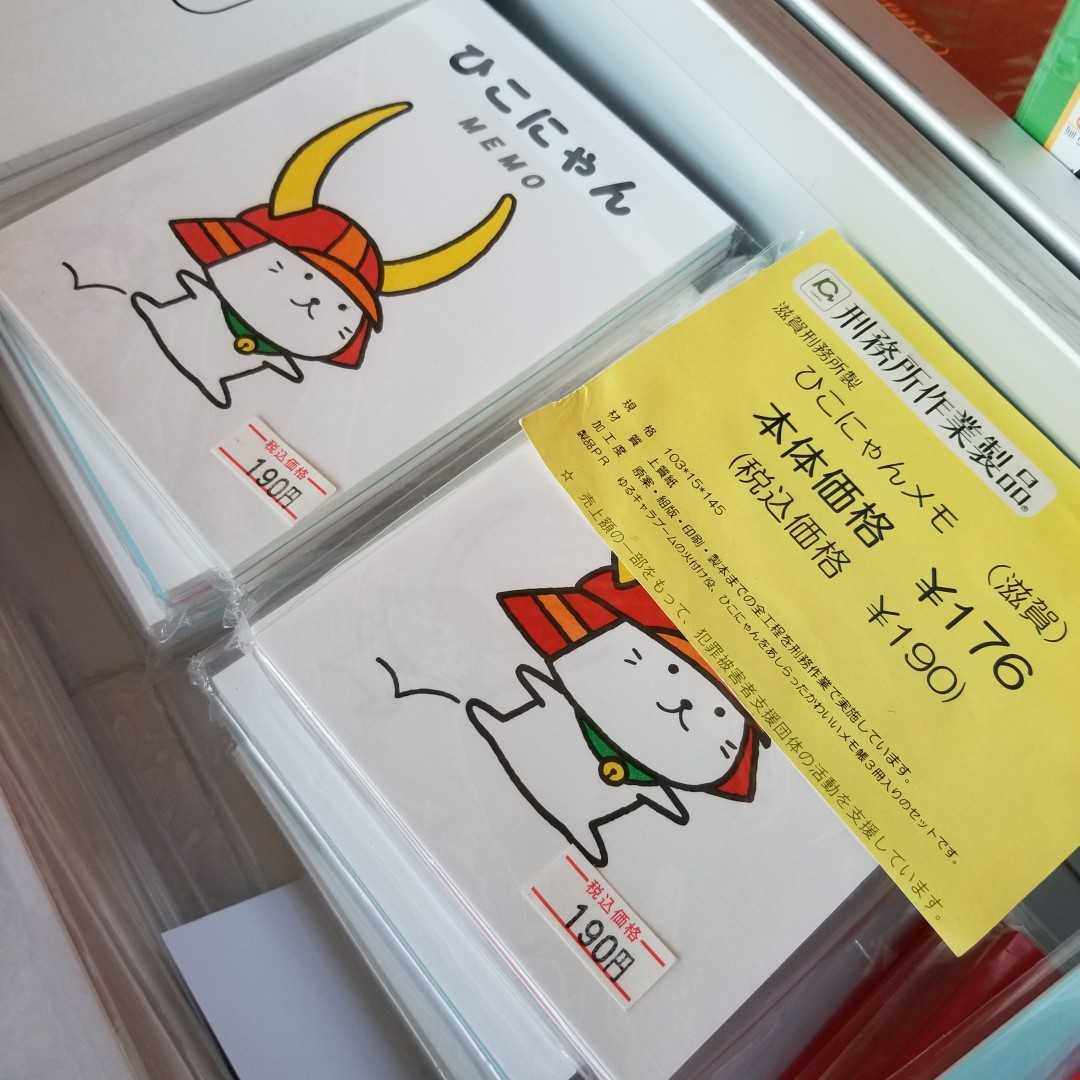 ひこにゃん
MEMO
税込価格
190円
刑務所作業製品
滋賀刑務所製
(滋賀)
ひこにゃんメモ
本体価格 ¥176
(税込価格 ¥190)
規格 103*15*145
材質 上質紙
加工度 原案・組版・印刷・製本までの全工程を刑務作業で実施しています。
製品PR ゆるキャラブームの火付け役、ひこにゃんをあしらったかわいいメモ帳3冊入りのセットです。
☆ 売上額の一部をもって、犯罪被害者支援団体の活動を支援しています。
税込価格
190円